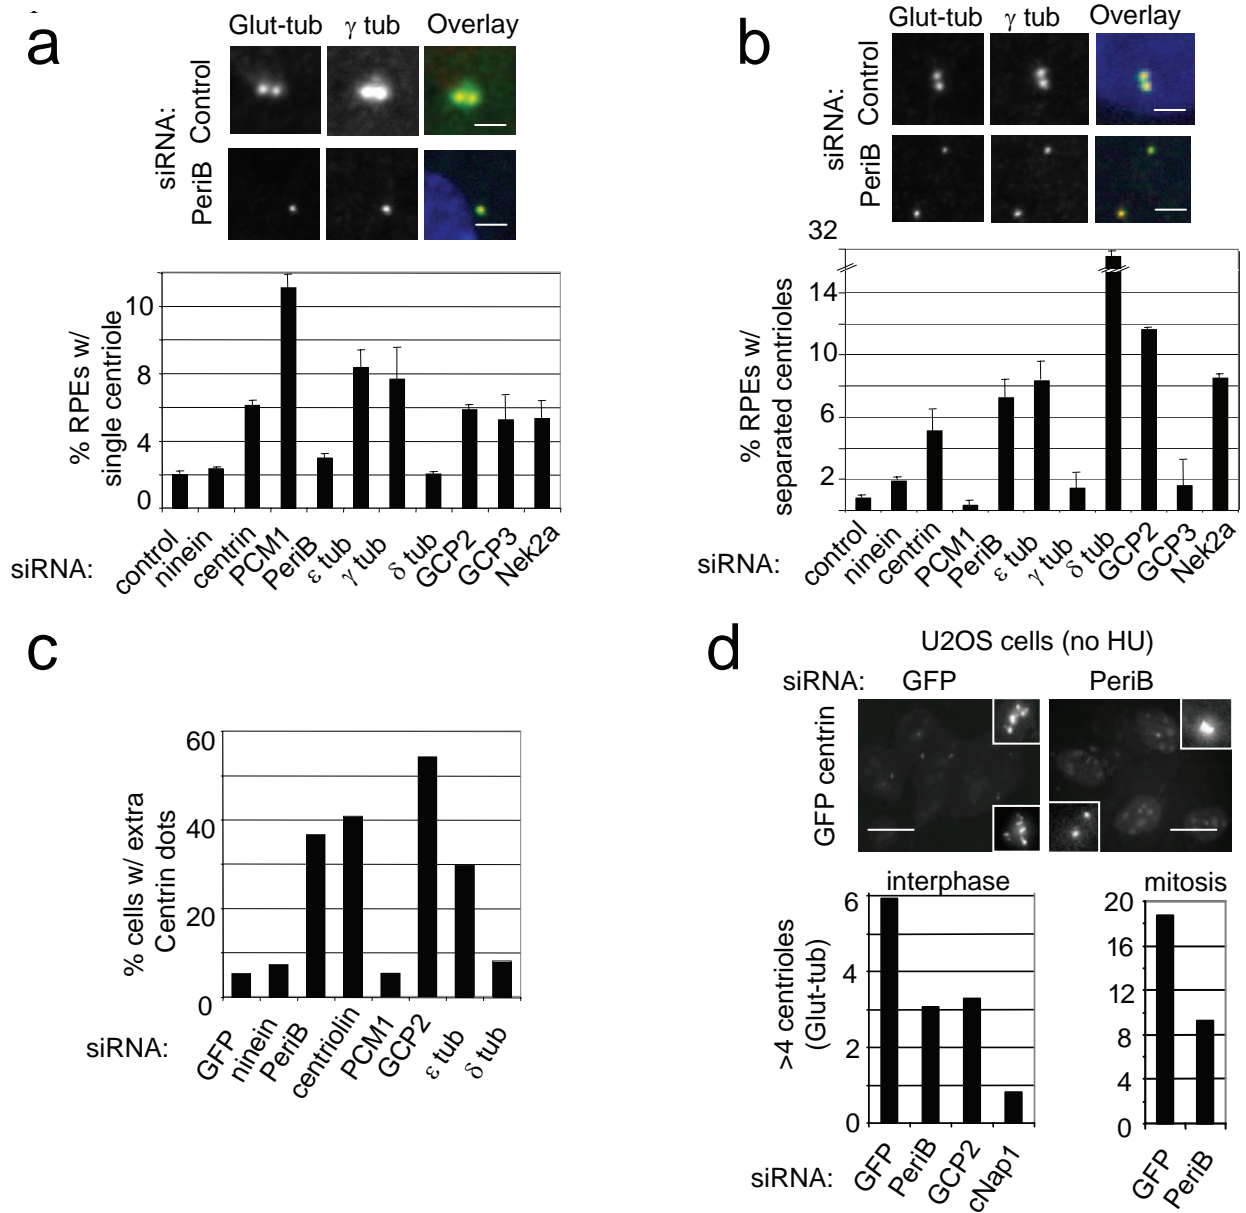 a
Glut-tub γ tub Overlay
siRNA:
Control
PeriB
% RPEs w/
single centriole
10
8
4
0
siRNA:
control
ninein
centrin
PCM1
PeriB
ε tub
γ tub
δ tub
GCP2
GCP3
Nek2a
b
Glut-tub γ tub Overlay
siRNA:
Control
PeriB
% RPEs w/
separated centrioles
32
14
10
6
2
siRNA:
control
ninein
centrin
PCM1
PeriB
ε tub
γ tub
δ tub
GCP2
GCP3
Nek2a
c
% cells w/ extra
Centrin dots
60
40
20
0
siRNA:
GFP
ninein
PeriB
centriolin
PCM1
GCP2
ε tub
δ tub
d
U2OS cells (no HU)
siRNA: GFP PeriB
GFP centrin
interphase
>4 centrioles
(Glut-tub)
6
4
2
0
siRNA:
GFP
PeriB
GCP2
cNap1
mitosis
20
16
12
8
4
0
GFP
PeriB